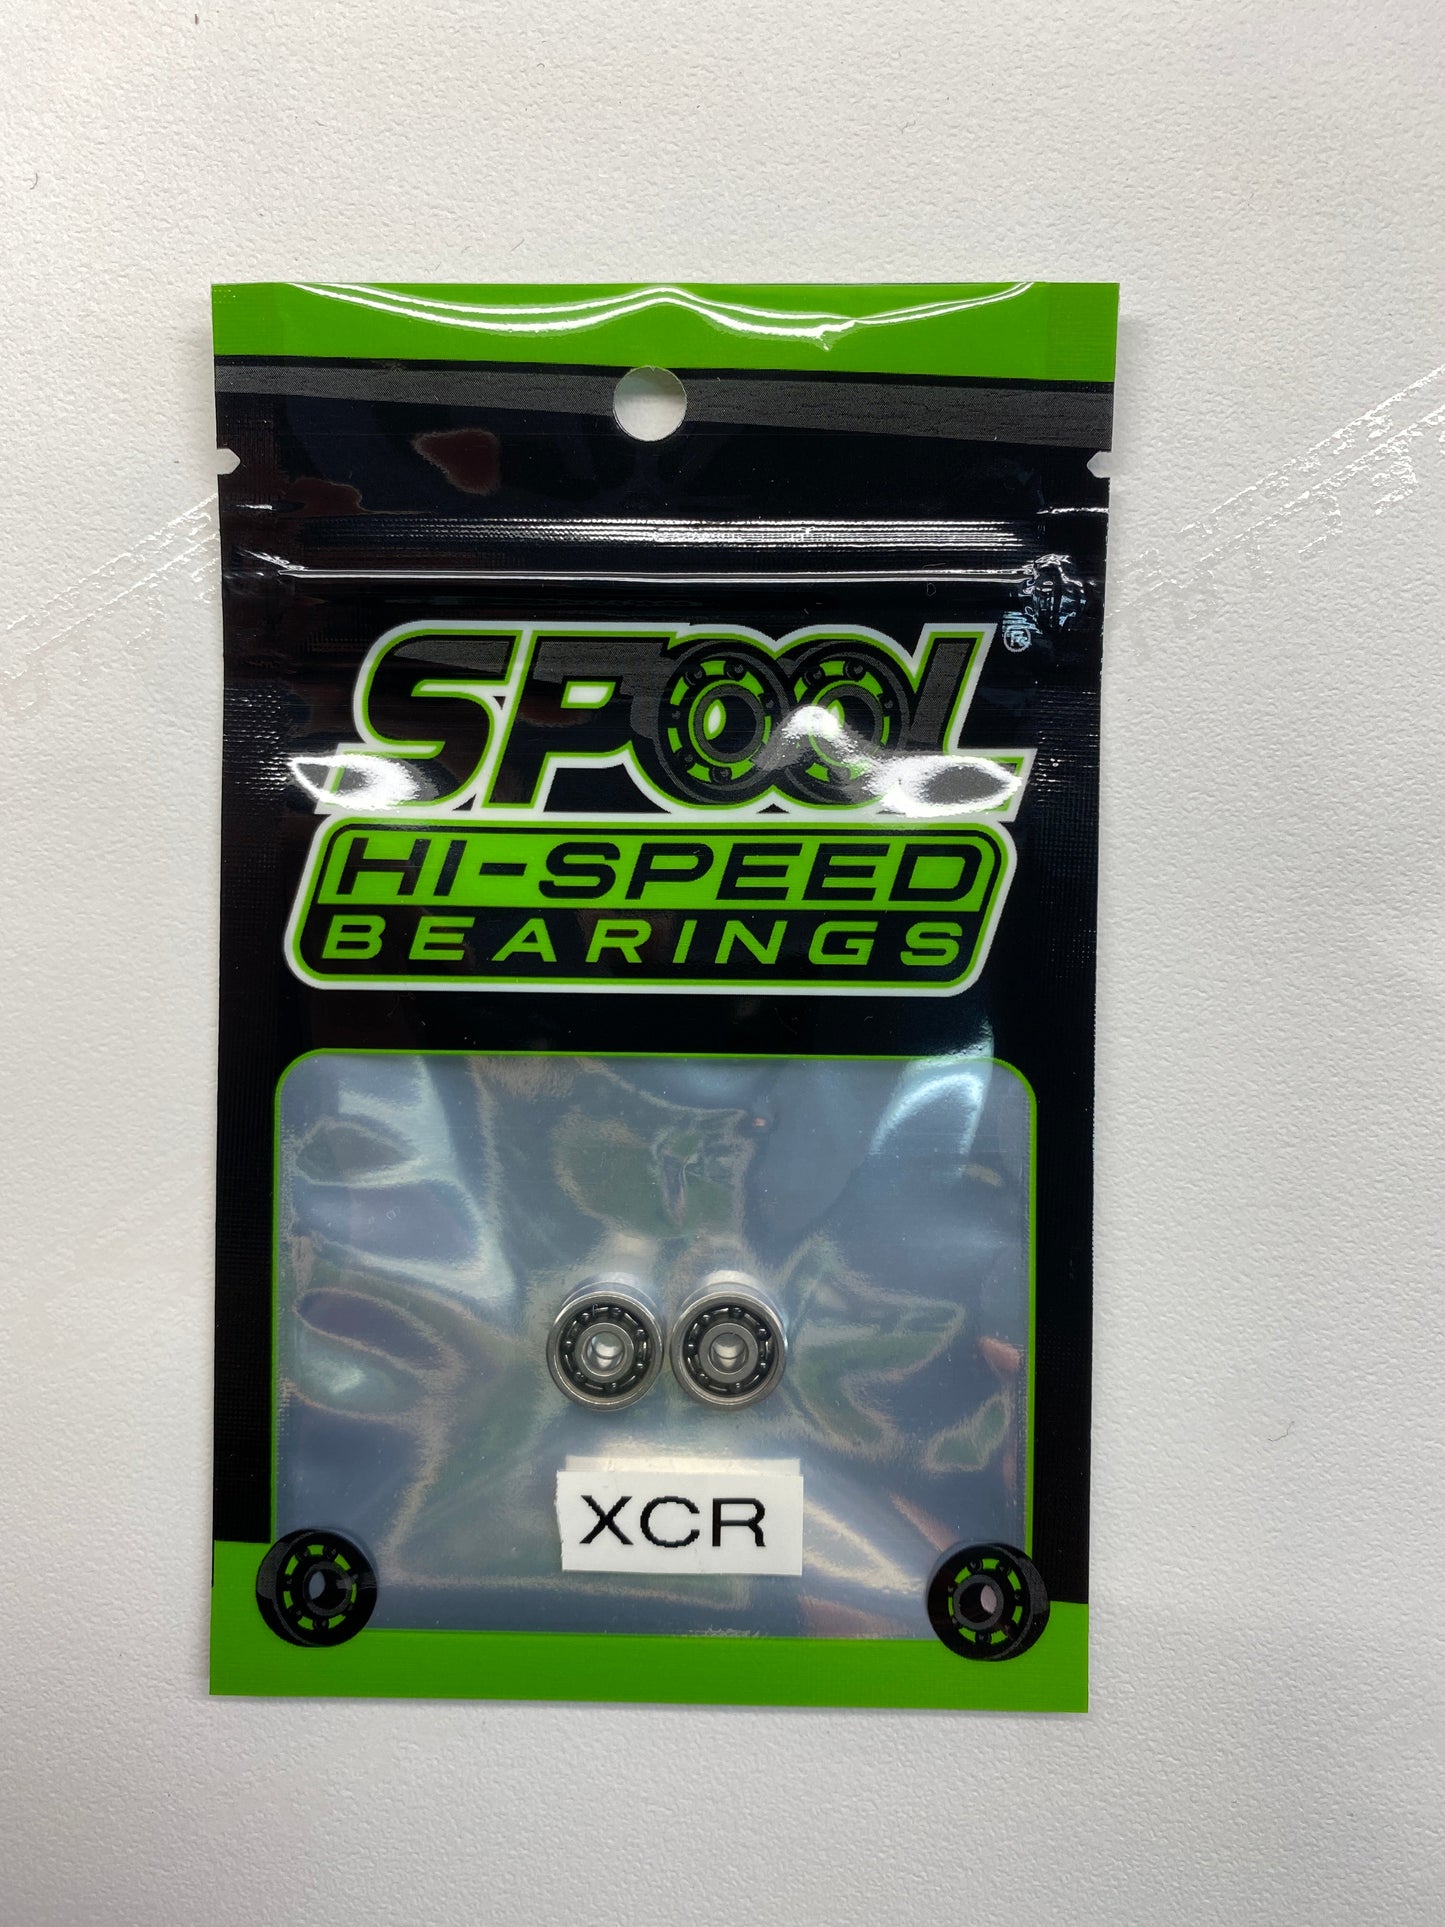 SPOOL®
HI-SPEED
BEARINGS
XCR